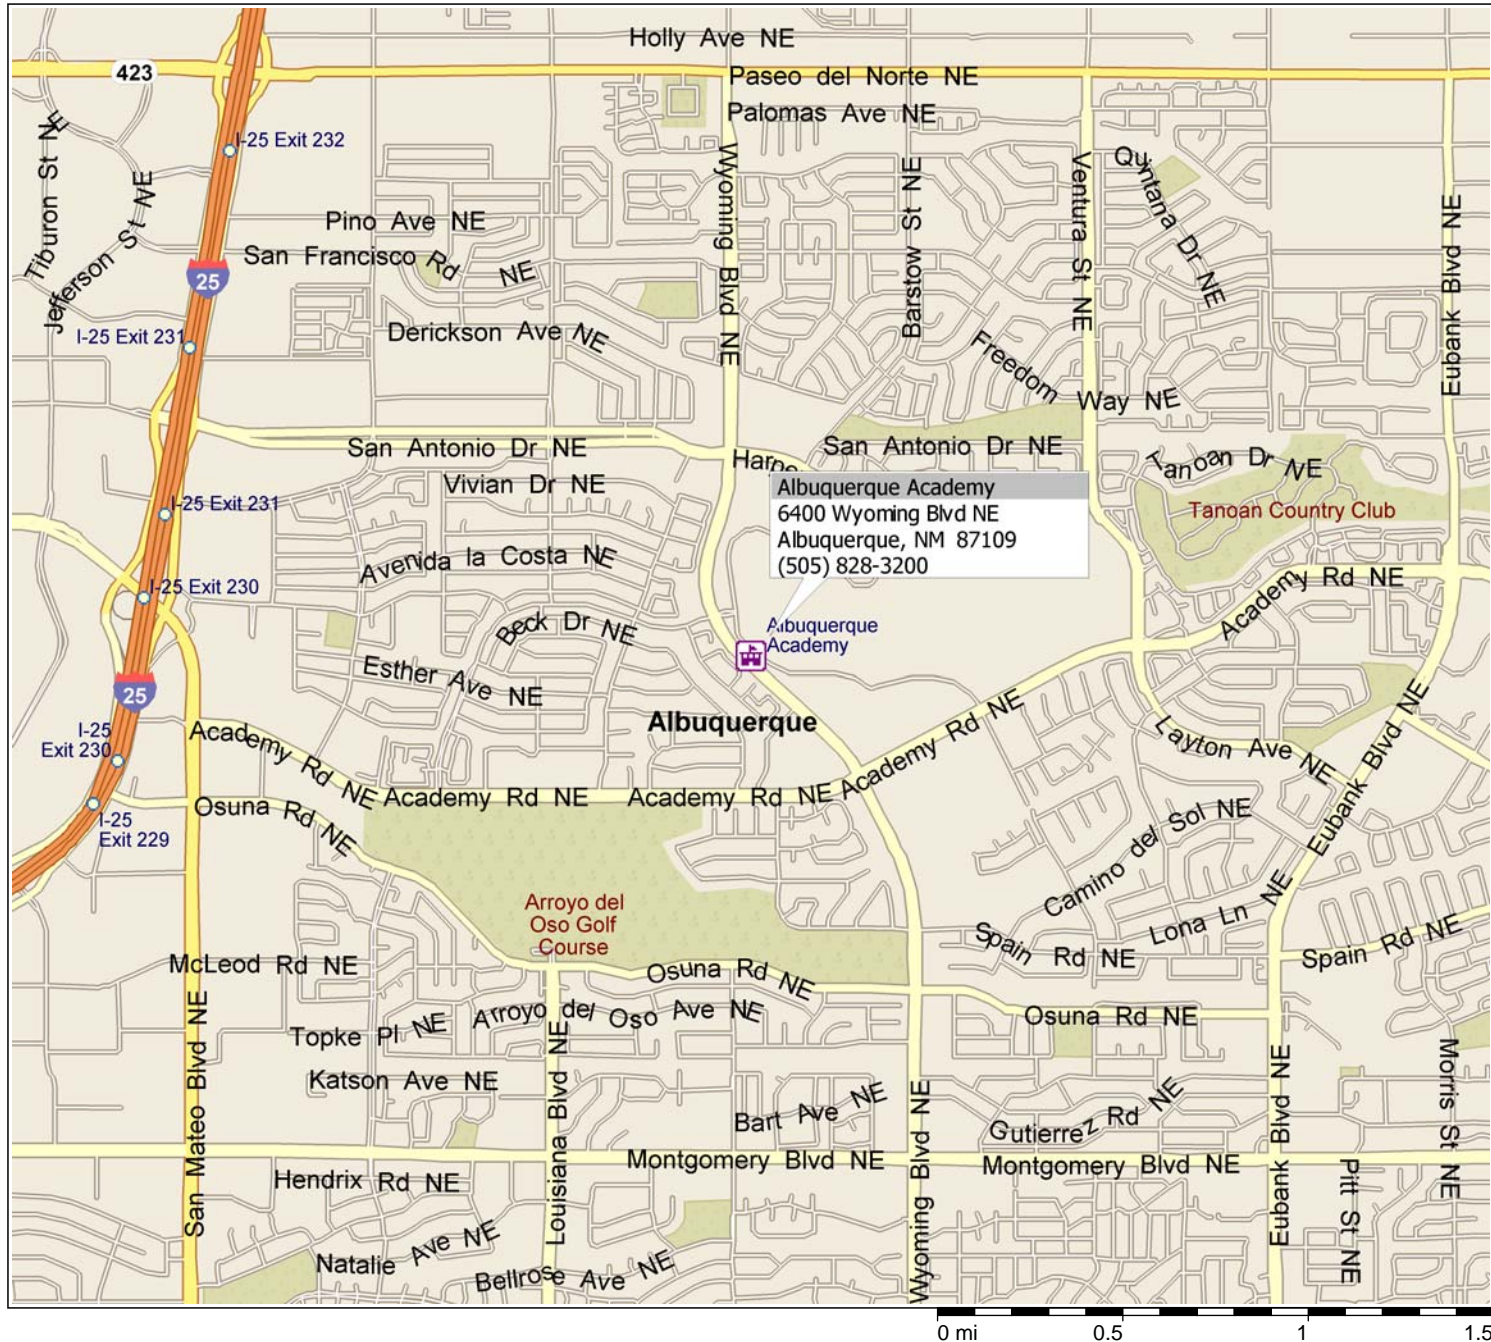 Holly Ave NE
423
Paseo del Norte NE
Palomas Ave NE
I-25 Exit 232
Tiburon St NE
Jefferson St NE
Wyoming Blvd NE
Barstow St NE
Ventura St NE
Quintana Dr NE
Eubank Blvd NE
Pino Ave NE
San Francisco Rd NE
25
I-25 Exit 231
Derickson Ave NE
Freedom Way NE
San Antonio Dr NE
San Antonio Dr NE
Tanoan Dr NE
Vivian Dr NE
Albuquerque Academy
6400 Wyoming Blvd NE
Albuquerque, NM 87109
(505) 828-3200
Tanoan Country Club
I-25 Exit 231
Avenida la Costa NE
I-25 Exit 230
Academy Rd NE
Beck Dr NE
Albuquerque
Academy
Esther Ave NE
25
Albuquerque
I-25
Exit 230
Academy Rd NE
Academy Rd NE
Layton Ave NE
Eubank Blvd NE
Academy Rd NE
Academy Rd NE
Academy Rd NE
Osuna Rd NE
I-25
Exit 229
Camino del Sol NE
Arroyo del
Oso Golf
Course
Lona Ln NE
Spain Rd NE
Spain Rd NE
McLeod Rd NE
Osuna Rd NE
San Mateo Blvd NE
Topke Pl NE
Arroyo del Oso Ave NE
Osuna Rd NE
Louisiana Blvd NE
Katson Ave NE
Bart Ave NE
Wyoming Blvd NE
Gutierrez Rd NE
Eubank Blvd NE
Morris St NE
Montgomery Blvd NE
Montgomery Blvd NE
Pitt St NE
Hendrix Rd NE
Natalie Ave NE
Bellrose Ave NE
0 mi 0.5 1 1.5